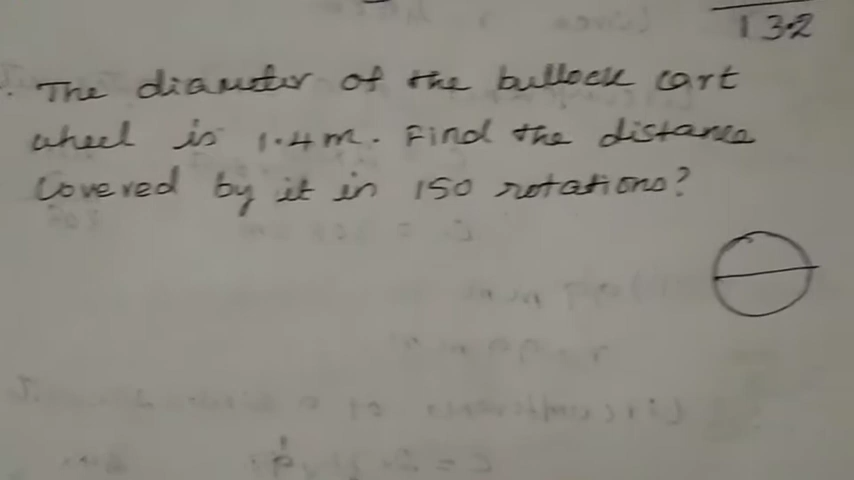 132
The diameter of the bullock cart
wheel is 1.4m. Find the distance
covered by it in 150 rotations?